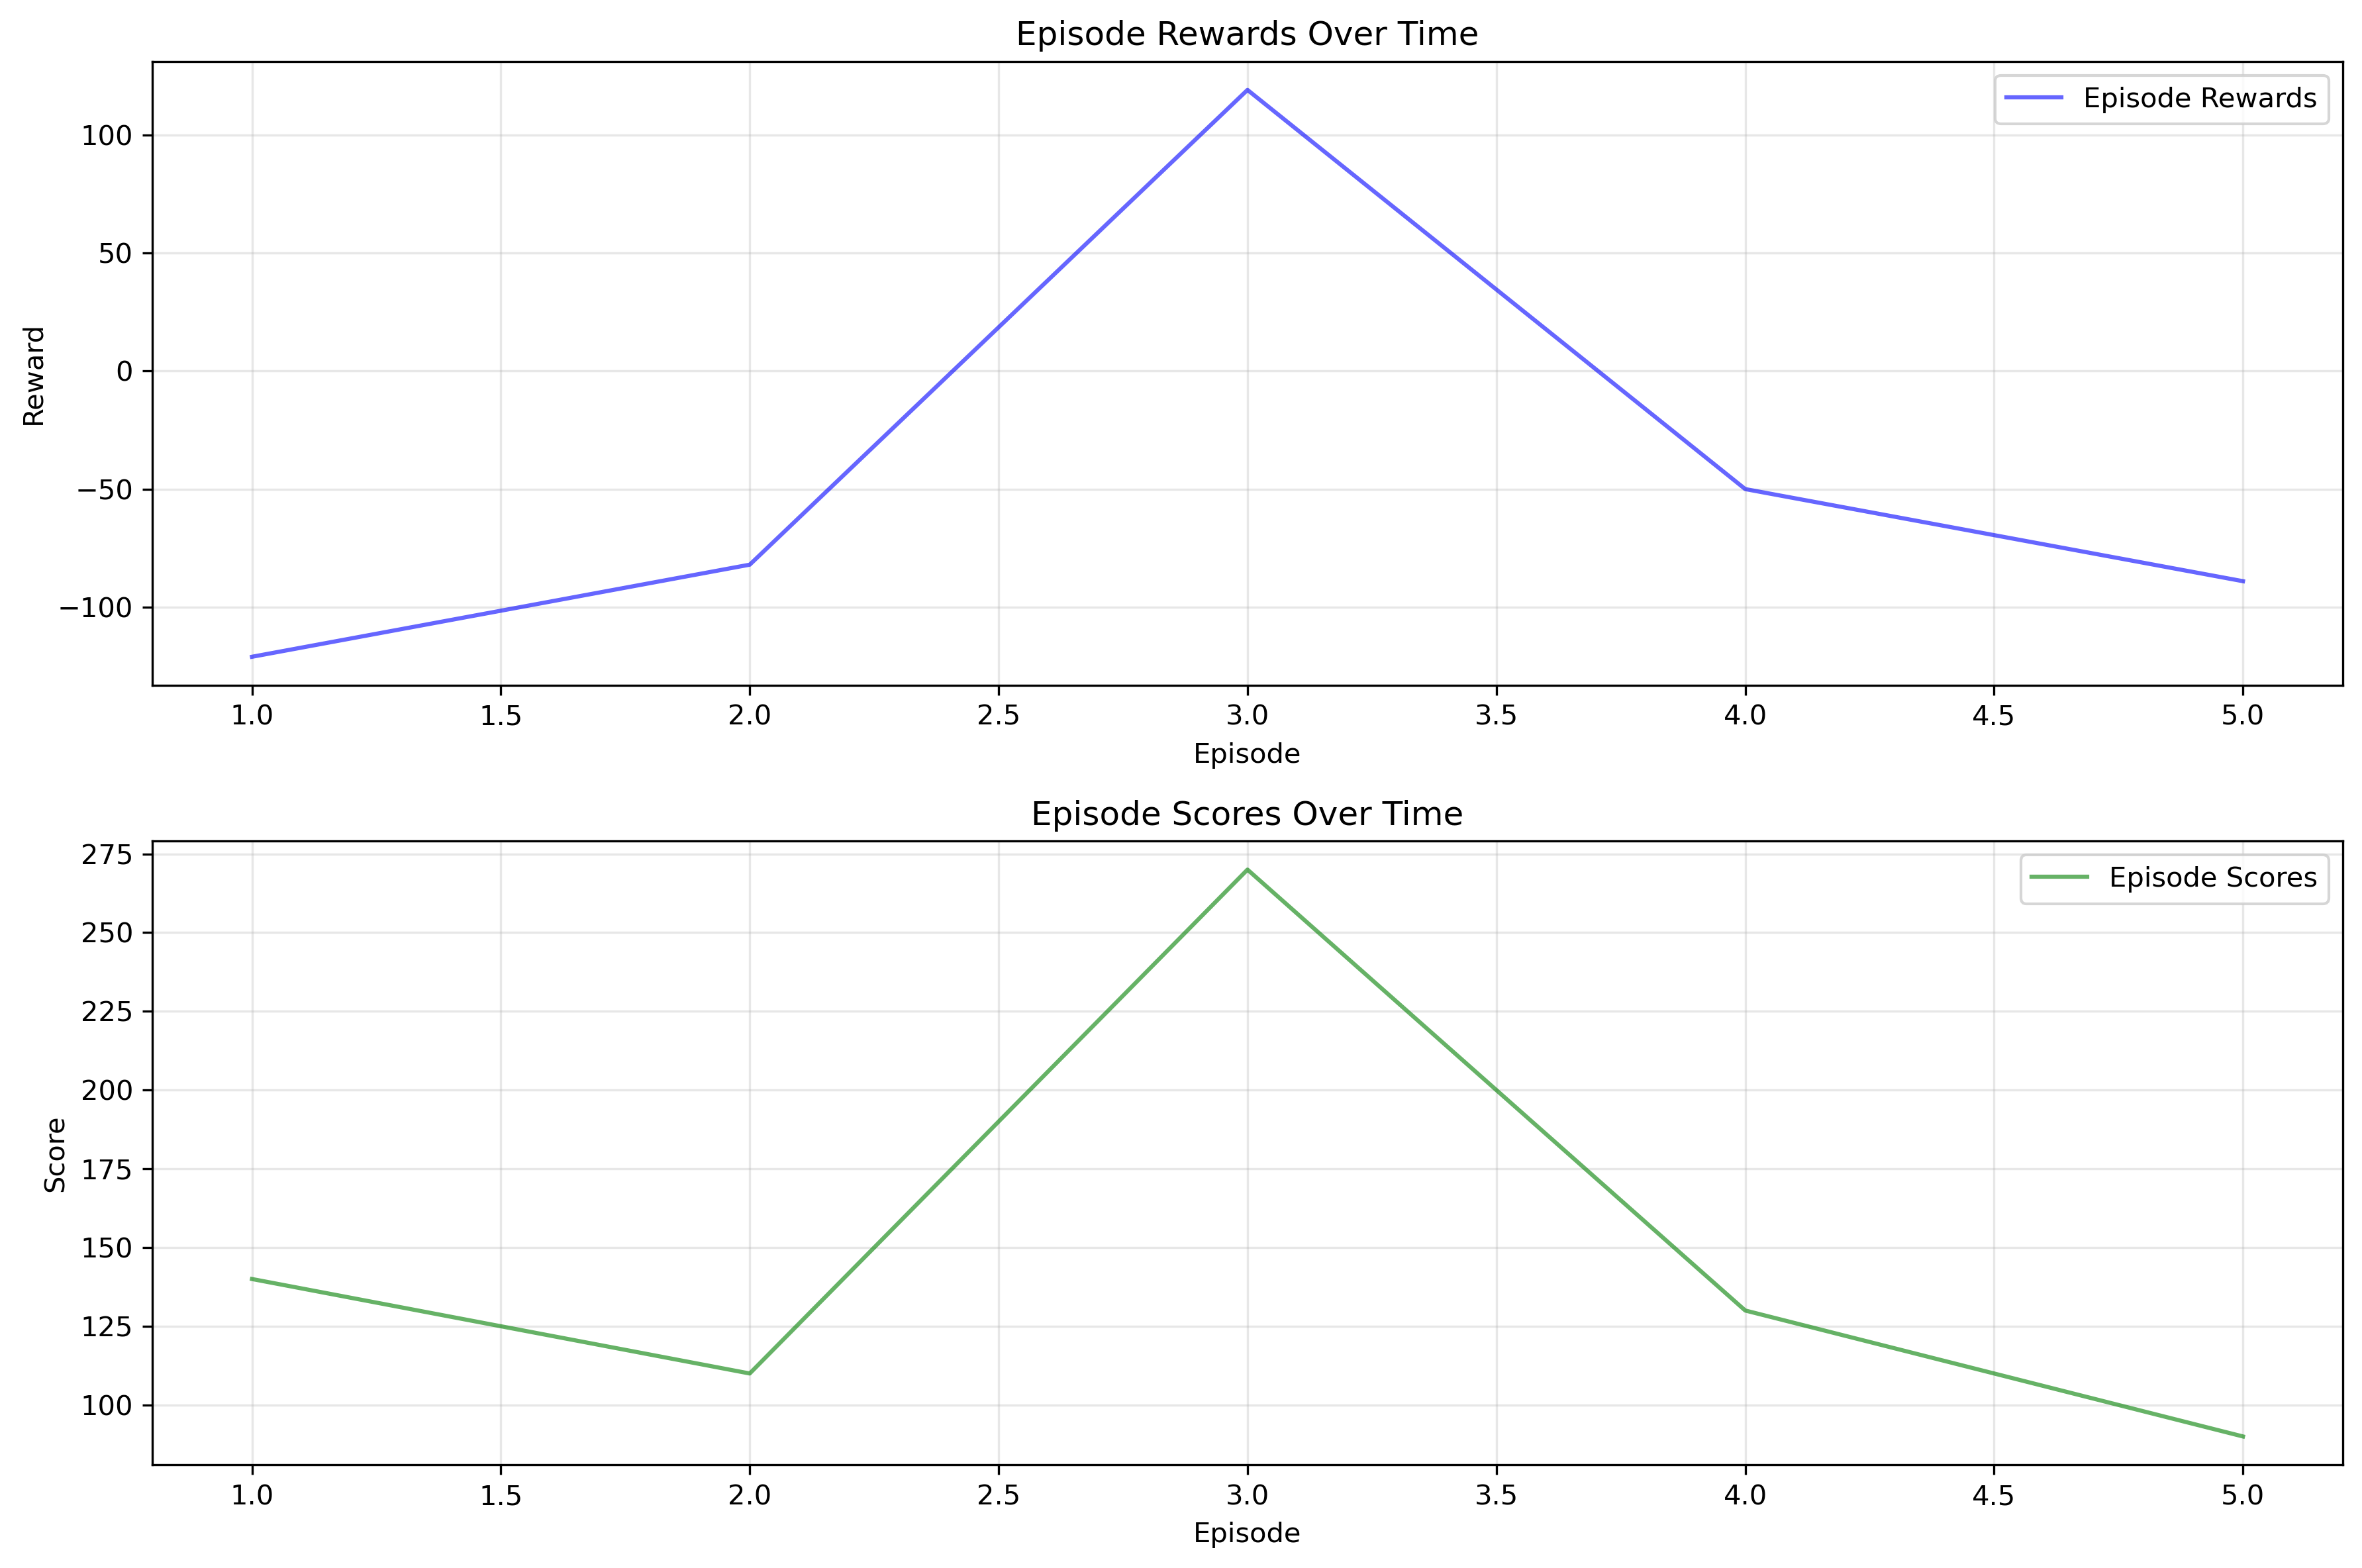 Episode Rewards Over Time
Episode Rewards
100
50
0
−50
−100
Reward
1.0 1.5 2.0 2.5 3.0 3.5 4.0 4.5 5.0
Episode
Episode Scores Over Time
Episode Scores
275
250
225
200
175
150
125
100
Score
1.0 1.5 2.0 2.5 3.0 3.5 4.0 4.5 5.0
Episode